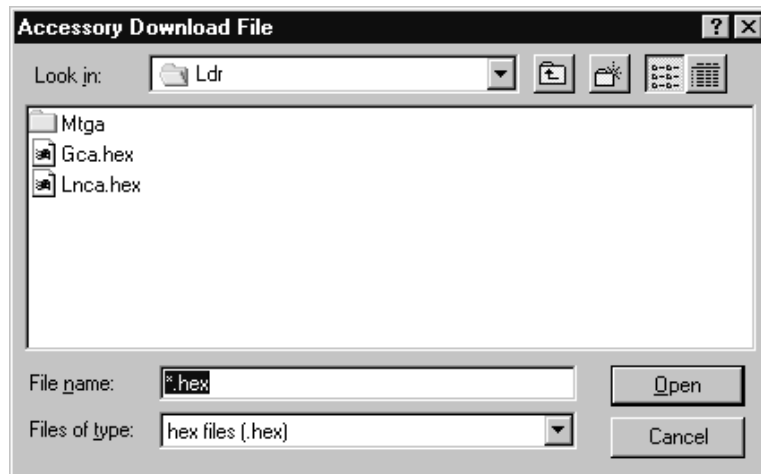 Accessory Download File
Look in: Ldr
Mtga
Gca.hex
Lnca.hex
File name: *.hex Open
Files of type: hex files (.hex) Cancel